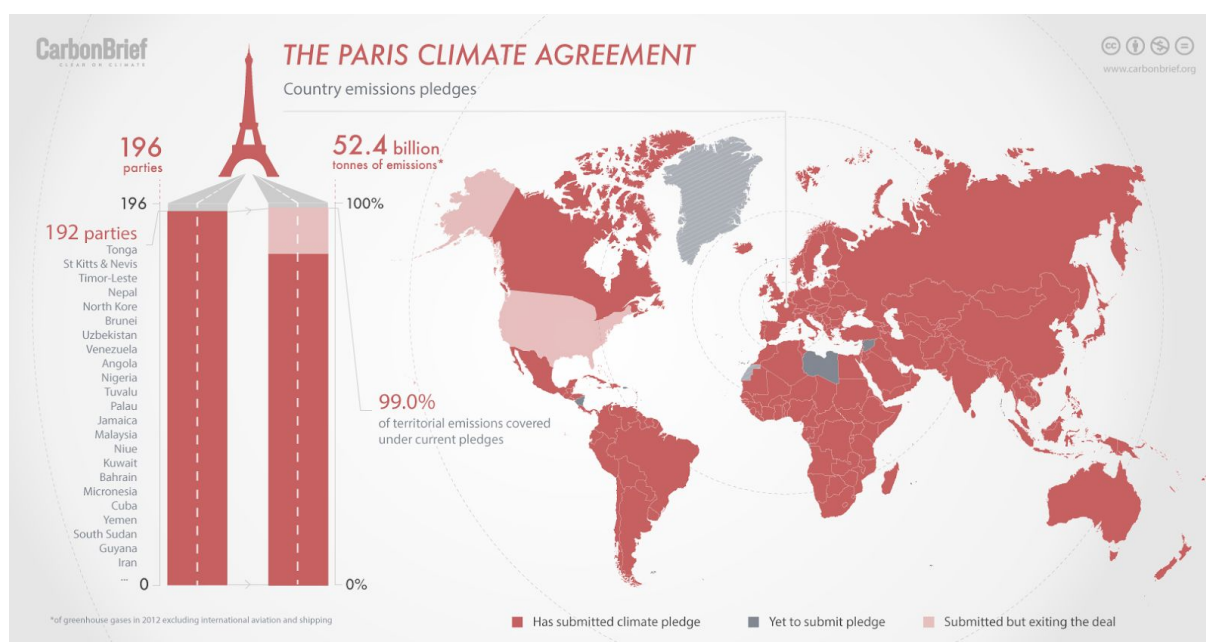 CarbonBrief
CLEAR ON CLIMATE
THE PARIS CLIMATE AGREEMENT
Country emissions pledges
www.carbonbrief.org
cc
196
parties
52.4 billion
tonnes of emissions*
196
100%
192 parties
Tonga
St Kitts & Nevis
Timor-Leste
Nepal
North Kore
Brunei
Uzbekistan
Venezuela
Angola
Nigeria
Tuvalu
Palau
Jamaica
Malaysia
Niue
Kuwait
Bahrain
Micronesia
Cuba
Yemen
South Sudan
Guyana
Iran
...
0
0%
99.0%
of territorial emissions covered
under current pledges
*of greenhouse gases in 2012 excluding international aviation and shipping
Has submitted climate pledge
Yet to submit pledge
Submitted but exiting the deal